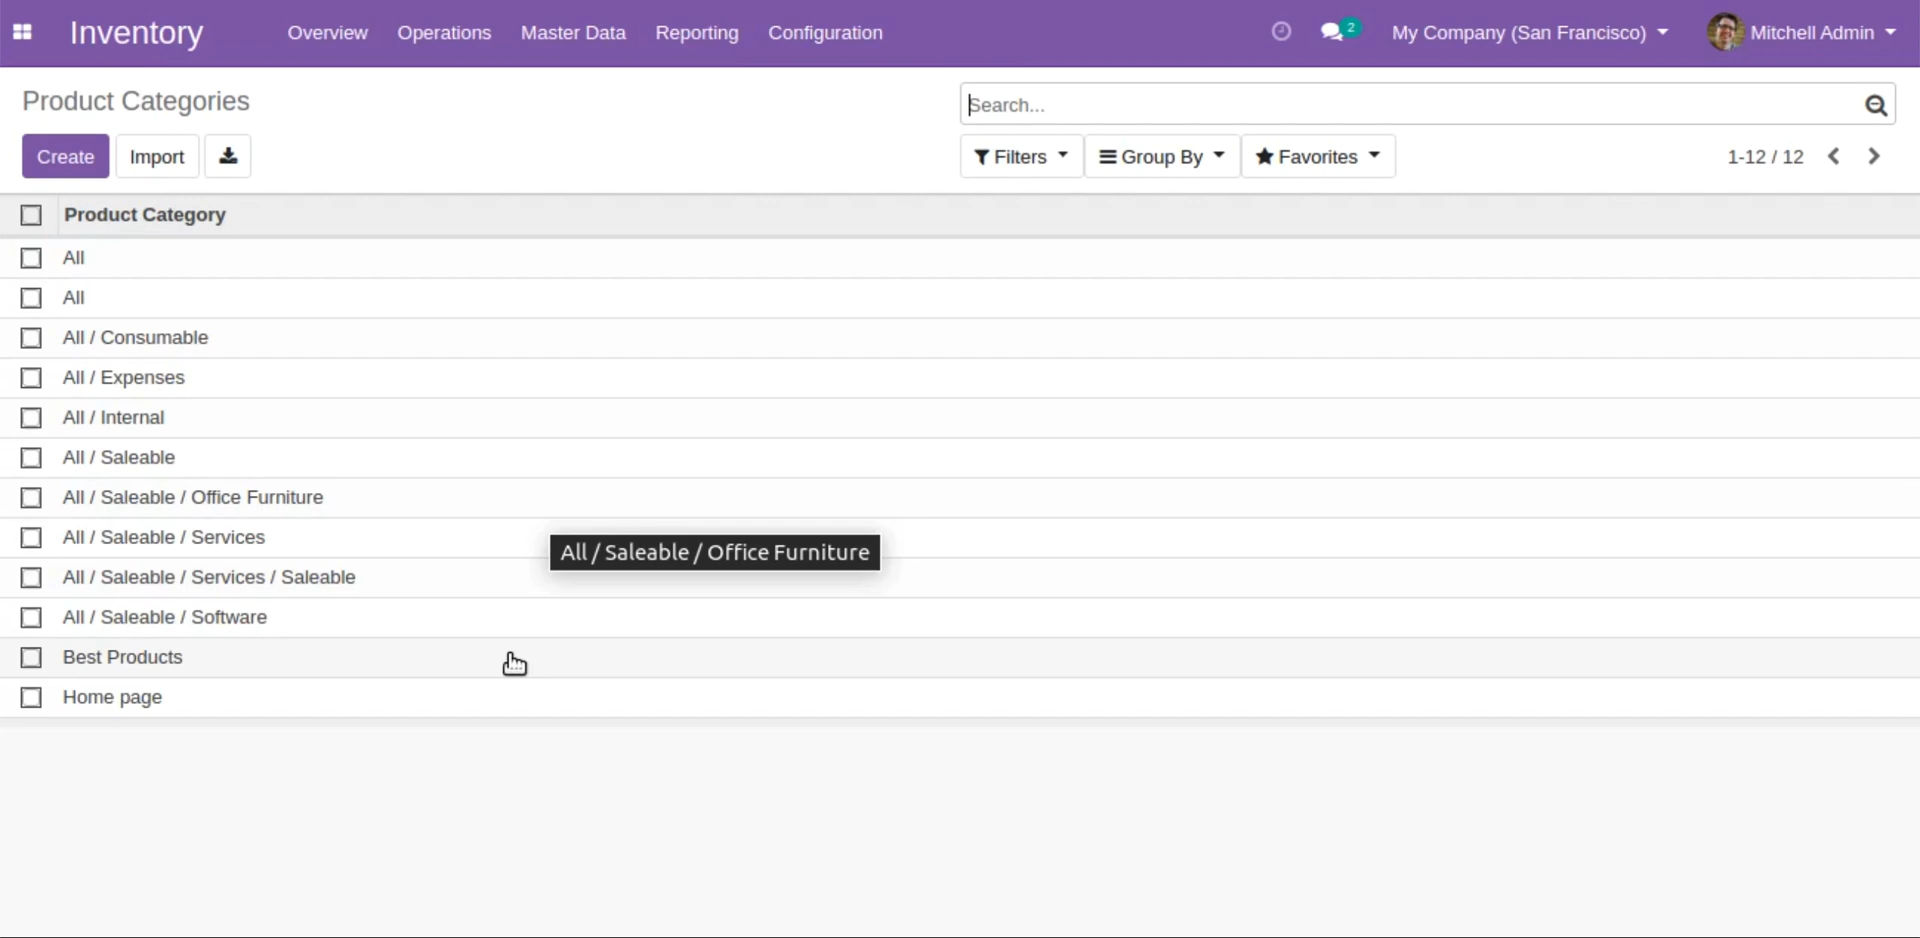 Inventory Overview Operations Master Data Reporting Configuration 2 My Company (San Francisco) Mitchell Admin
Product Categories
Search...
Create Import Filters Group By Favorites 1-12 / 12
Product Category
All
All
All / Consumable
All / Expenses
All / Internal
All / Saleable
All / Saleable / Office Furniture
All / Saleable / Services
All / Saleable / Office Furniture
All / Saleable / Services / Saleable
All / Saleable / Software
Best Products
Home page